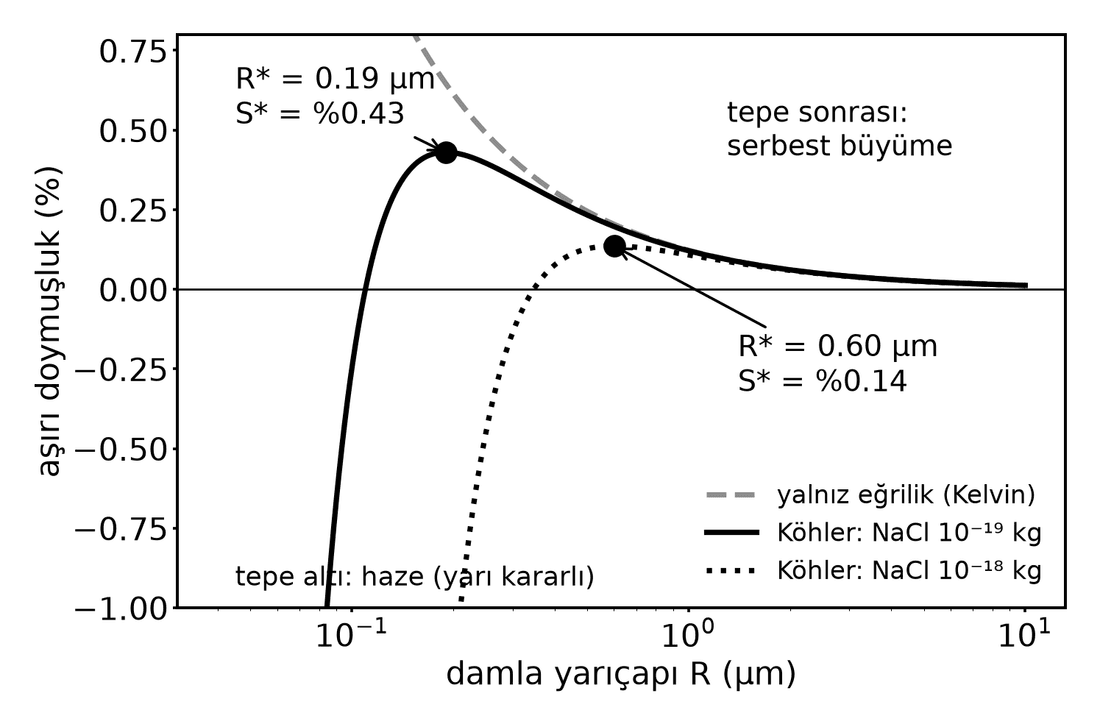 0.75
0.50
0.25
0.00
−0.25
−0.50
−0.75
−1.00
aşırı doymuşluk (%)
R* = 0.19 µm
S* = %0.43
tepe sonrası:
serbest büyüme
R* = 0.60 µm
S* = %0.14
yalnız eğrilik (Kelvin)
Köhler: NaCl 10⁻¹⁹ kg
Köhler: NaCl 10⁻¹⁸ kg
tepe altı: haze (yarı kararlı)
10⁻¹ 10⁰ 10¹
damla yarıçapı R (µm)